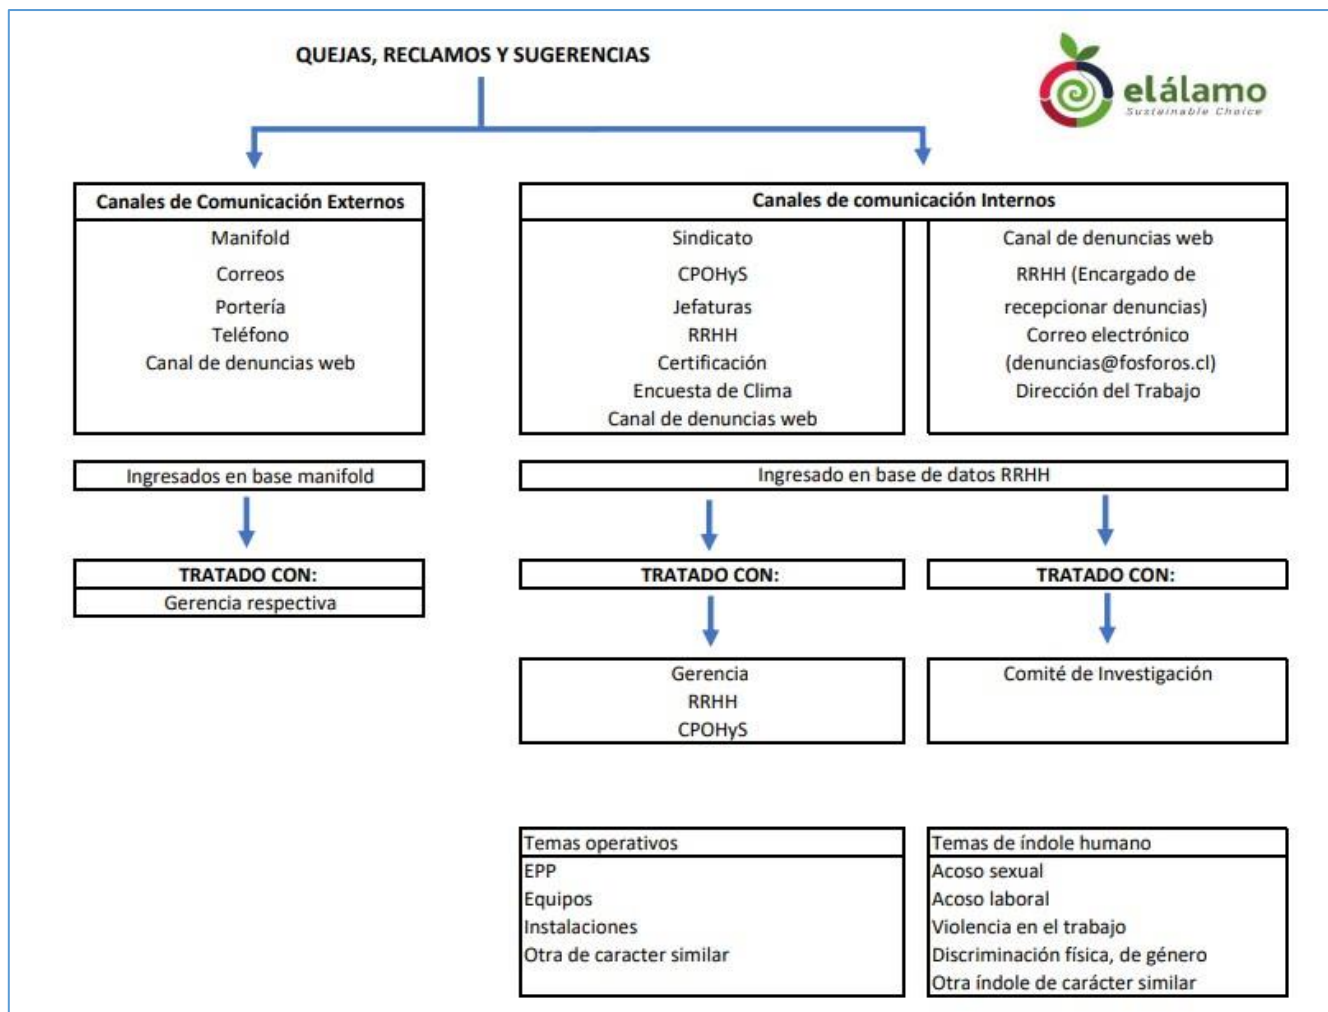 QUEJAS, RECLAMOS Y SUGERENCIAS
elálamo
Sustainable Choice
Canales de Comunicación Externos
Manifold
Correos
Portería
Teléfono
Canal de denuncias web
Canales de comunicación Internos
Sindicato
CPOHyS
Jefaturas
RRHH
Certificación
Encuesta de Clima
Canal de denuncias web
Canal de denuncias web
RRHH (Encargado de
recepcionar denuncias)
Correo electrónico
(denuncias@fosforos.cl)
Dirección del Trabajo
Ingresados en base manifold
Ingresado en base de datos RRHH
TRATADO CON:
Gerencia respectiva
TRATADO CON:
Gerencia
RRHH
CPOHyS
TRATADO CON:
Comité de Investigación
Temas operativos
EPP
Equipos
Instalaciones
Otra de caracter similar
Temas de índole humano
Acoso sexual
Acoso laboral
Violencia en el trabajo
Discriminación física, de género
Otra índole de carácter similar